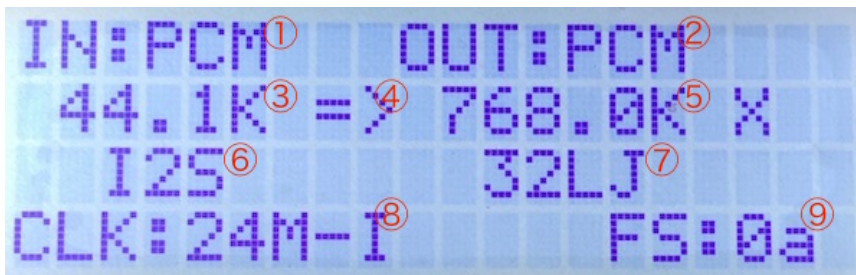 IN:PCM① OUT:PCM②
44.1K③ =>④ 768.0K⑤ X
I2S⑥ 32LJ⑦
CLK:24M-I⑧ FS:0a⑨